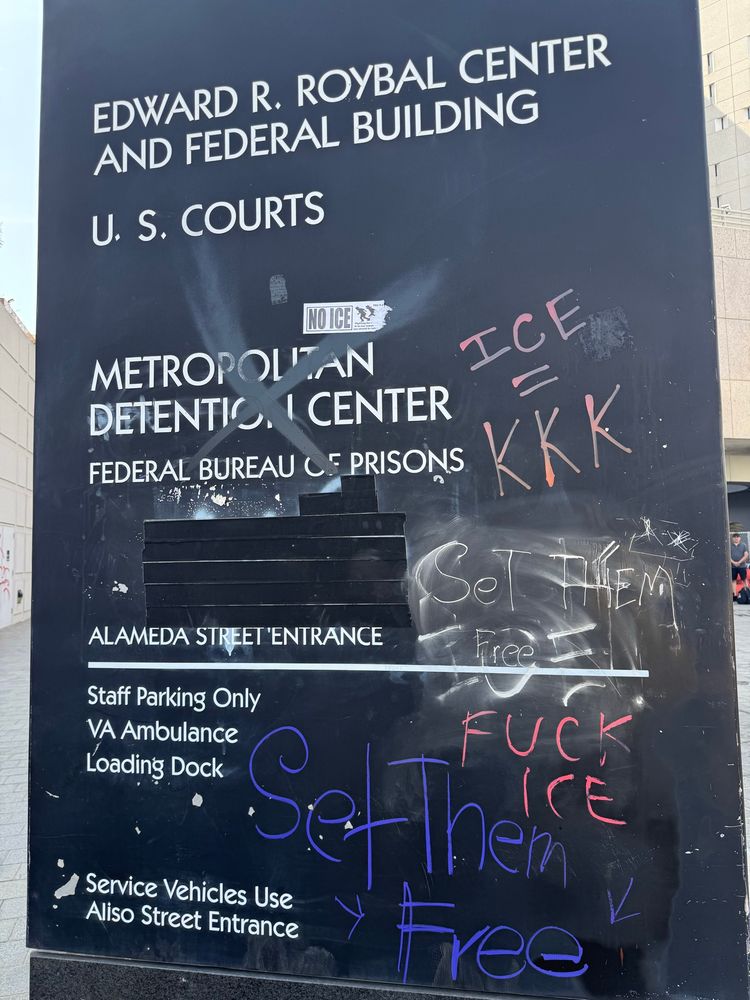 EDWARD R. ROYBAL CENTER
AND FEDERAL BUILDING
U. S. COURTS
NO ICE
METROPOLITAN
DETENTION CENTER
FEDERAL BUREAU OF PRISONS
ICE
=
KKK
SET THEM
Free
ALAMEDA STREET ENTRANCE
Staff Parking Only
VA Ambulance
Loading Dock
FUCK
ICE
Set Them
Free
Service Vehicles Use
Aliso Street Entrance